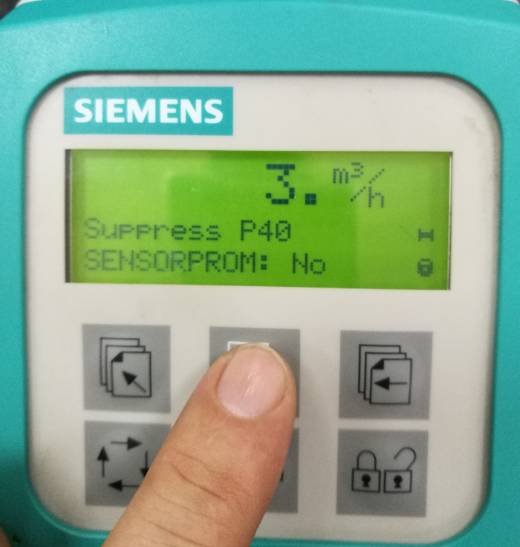 SIEMENS
3. m³/h
Suppress P40
SENSORPROM: No